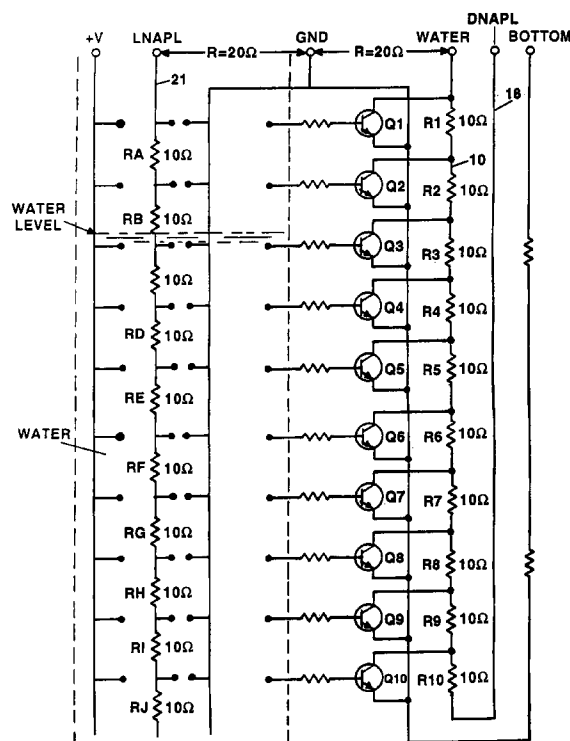 DNAPL
+V LNAPL GND WATER BOTTOM
R=20Ω R=20Ω
21 18
Q1 R1 10Ω
RA 10Ω 10
Q2 R2 10Ω
WATER LEVEL RB 10Ω
Q3 R3 10Ω
10Ω
Q4 R4 10Ω
RD 10Ω
Q5 R5 10Ω
RE 10Ω
WATER Q6 R6 10Ω
RF 10Ω
Q7 R7 10Ω
RG 10Ω
Q8 R8 10Ω
RH 10Ω
Q9 R9 10Ω
RI 10Ω
Q10 R10 10Ω
RJ 10Ω